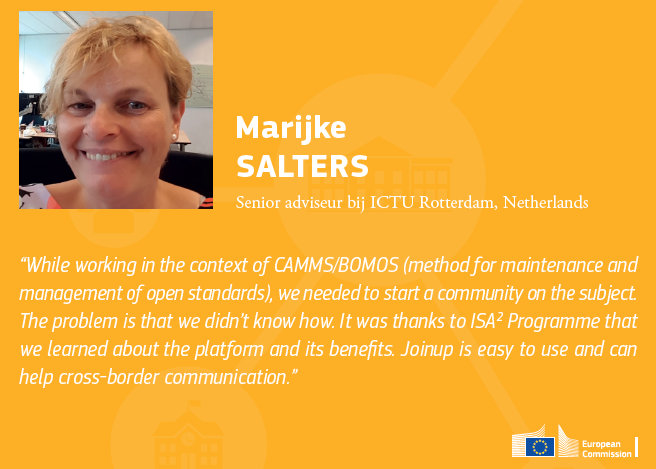 Marijke
SALTERS
Senior adviseur bij ICTU Rotterdam, Netherlands
“While working in the context of CAMMS/BOMOS (method for maintenance and
management of open standards), we needed to start a community on the subject.
The problem is that we didn’t know how. It was thanks to ISA² Programme that
we learned about the platform and its benefits. Joinup is easy to use and can
help cross-border communication.”
European
Commission